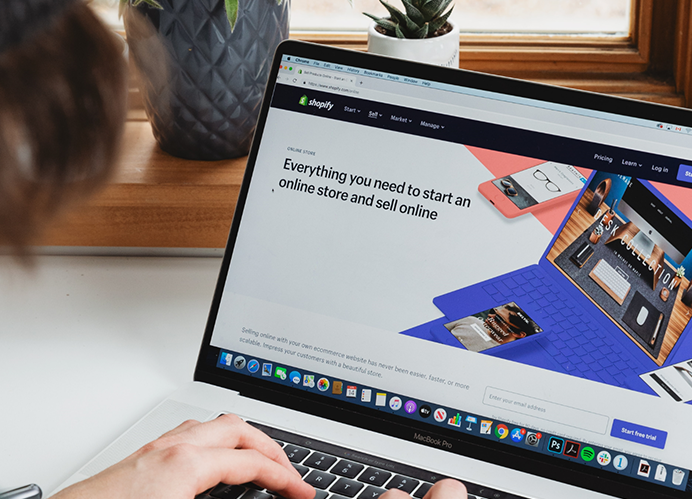 Chrome File Edit View History Bookmarks People Window Help
https://www.shopify.com/online
shopify
Start Sell Market Manage
Pricing Learn Log in
ONLINE STORE
Everything you need to start an
online store and sell online
DESK COLLECTION
Selling online with your own ecommerce website has never been easier, faster, or more
scalable. Impress your customers with a beautiful store.
Enter your email address
Start free trial
Ps
MacBook Pro